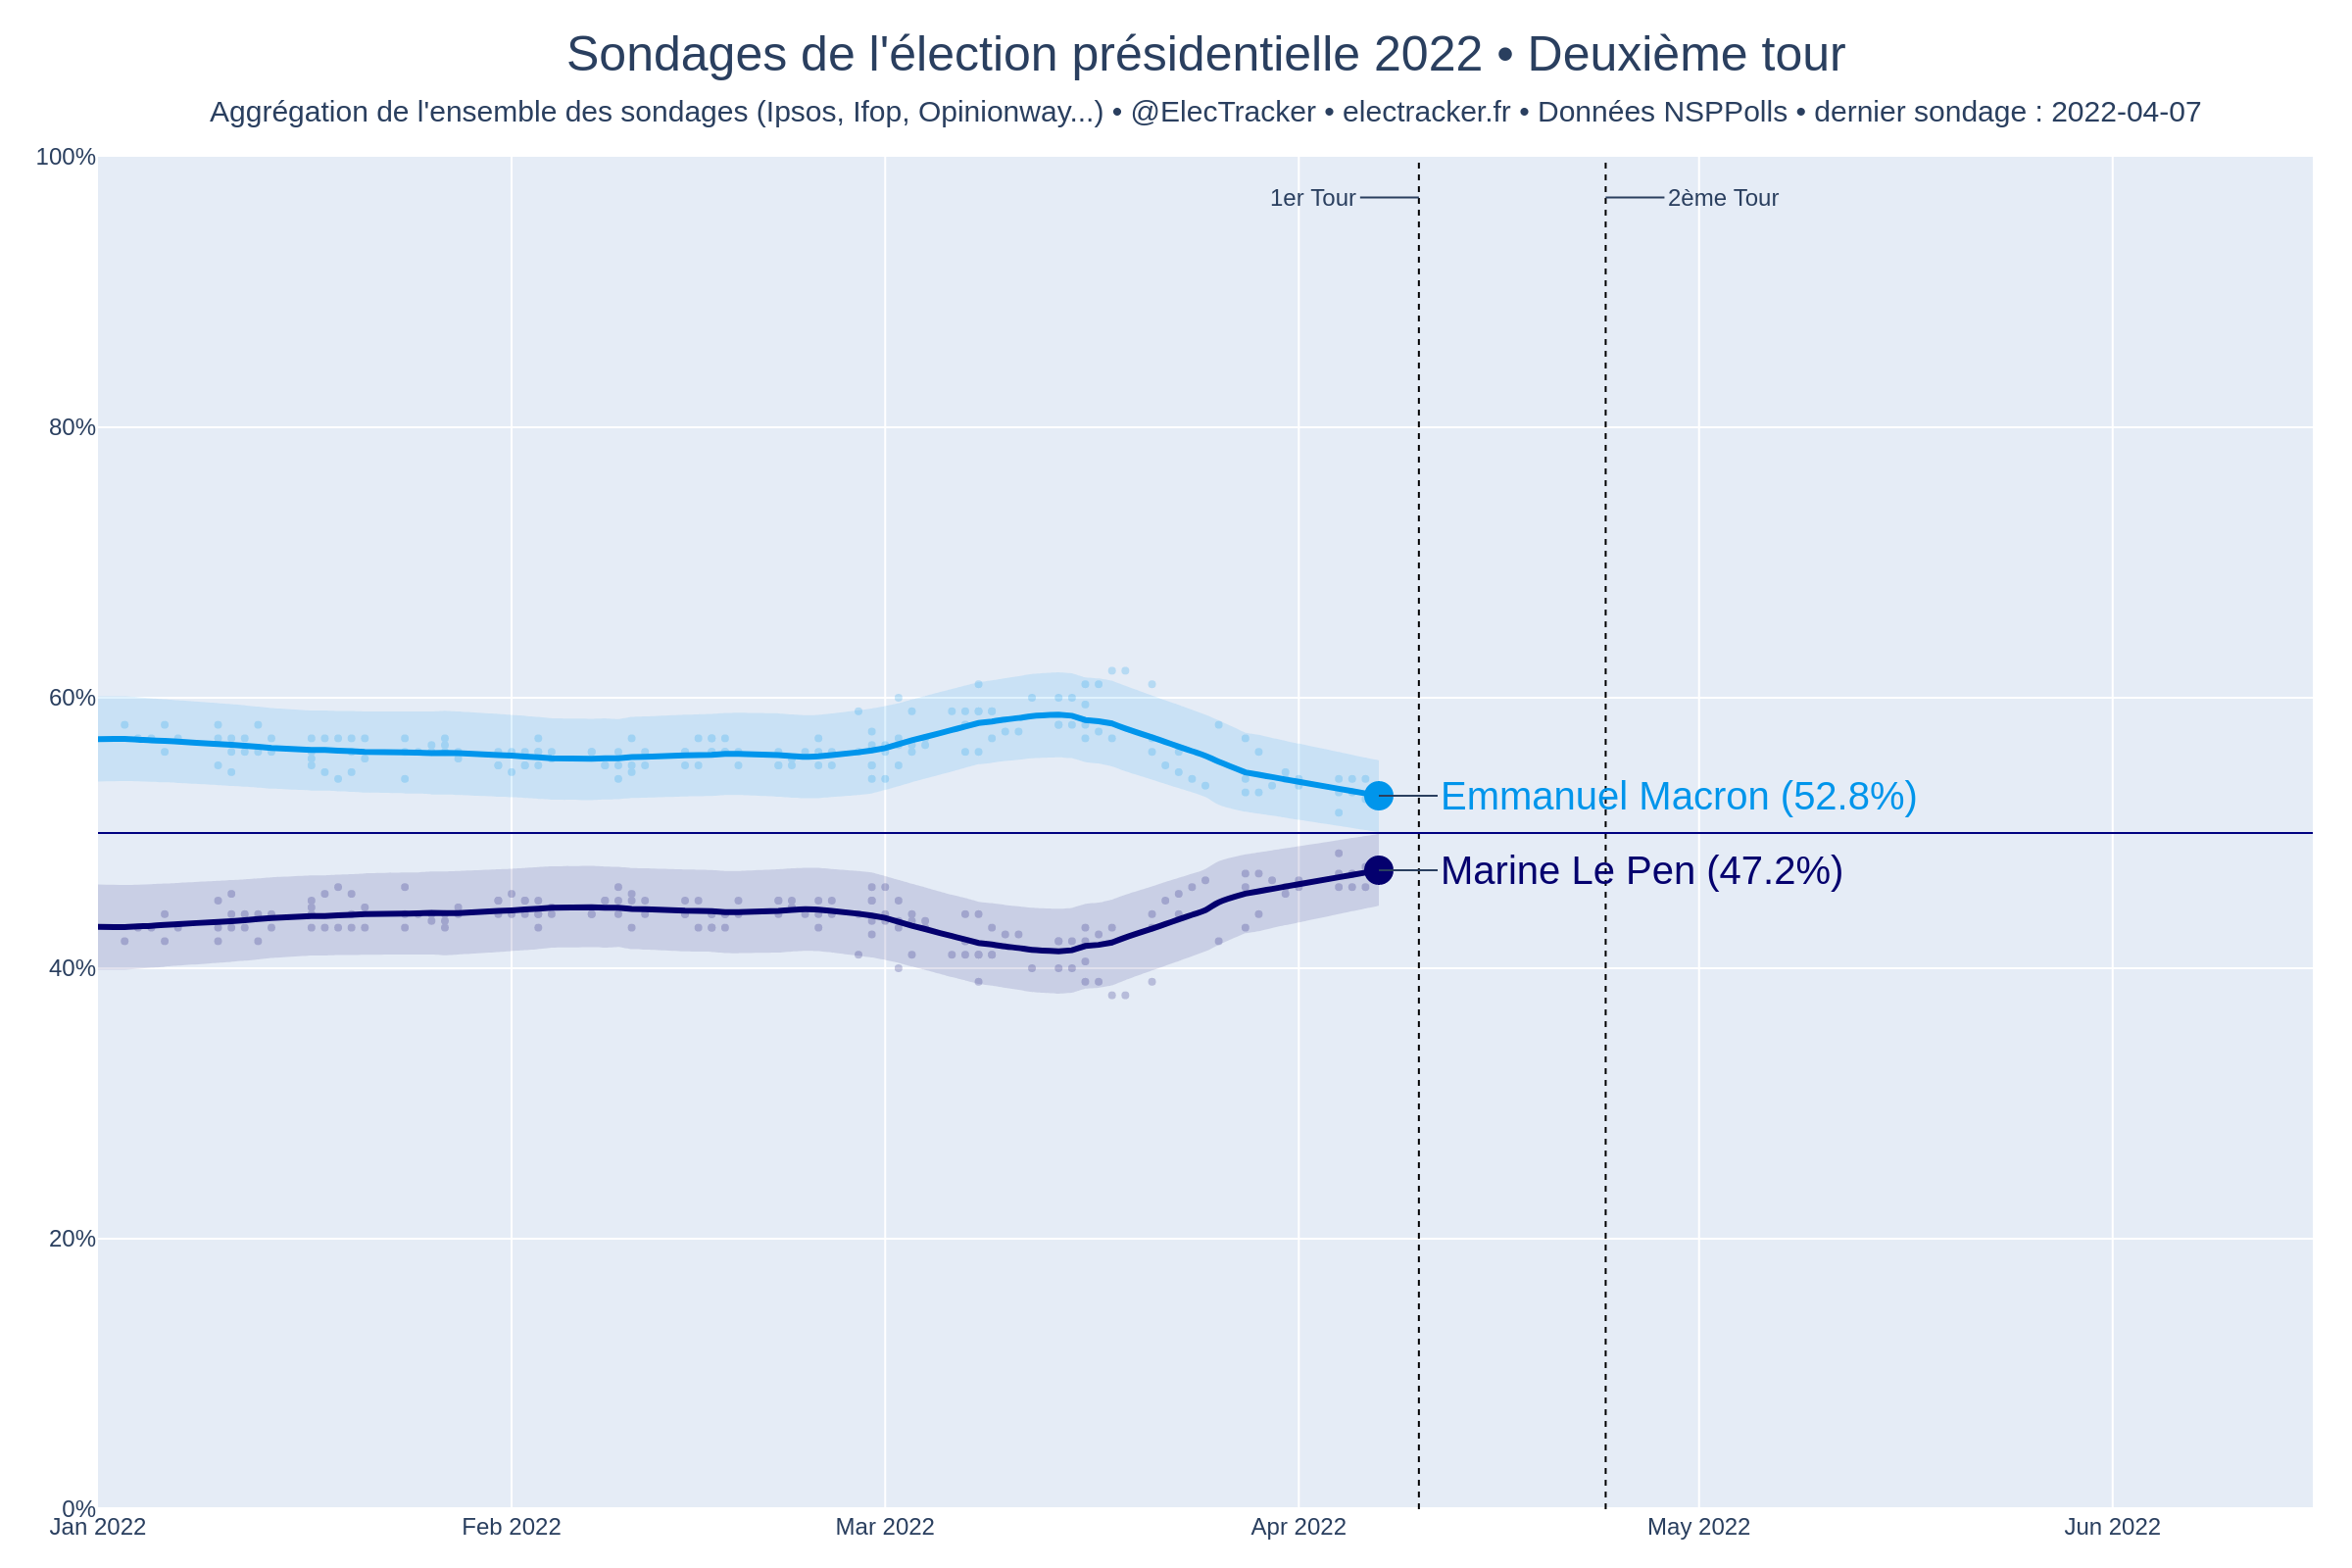 Sondages de l'élection présidentielle 2022 • Deuxième tour
Aggrégation de l'ensemble des sondages (Ipsos, Ifop, Opinionway...) • @ElecTracker • electracker.fr • Données NSPPolls • dernier sondage : 2022-04-07
100%
1er Tour
2ème Tour
80%
60%
Emmanuel Macron (52.8%)
Marine Le Pen (47.2%)
40%
20%
0%
Jan 2022
Feb 2022
Mar 2022
Apr 2022
May 2022
Jun 2022